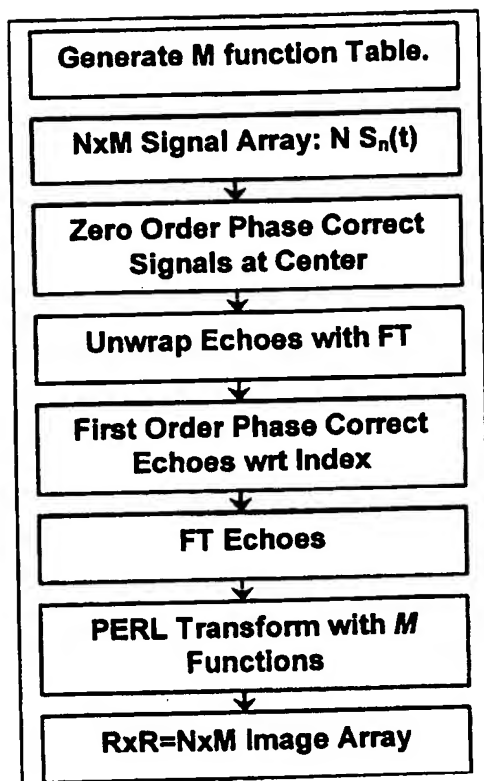 Generate M function Table.
NxM Signal Array: N Sₙ(t)
Zero Order Phase Correct
Signals at Center
Unwrap Echoes with FT
First Order Phase Correct
Echoes wrt Index
FT Echoes
PERL Transform with M
Functions
RxR=NxM Image Array